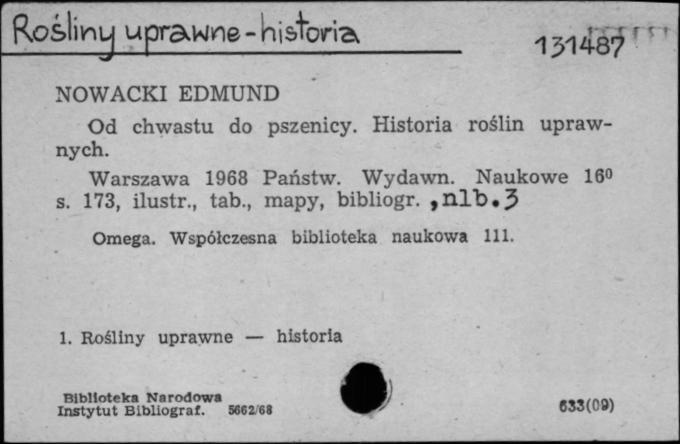 Rośliny uprawne - historia
131487
NOWACKI EDMUND
Od chwastu do pszenicy. Historia roślin upraw-
nych.
Warszawa 1968 Państw. Wydawn. Naukowe 16⁰
s. 173, ilustr., tab., mapy, bibliogr. , nlb. 3
Omega. Współczesna biblioteka naukowa 111.
1. Rośliny uprawne — historia
Biblioteka Narodowa
Instytut Bibliograf. 5662/68
633(09)